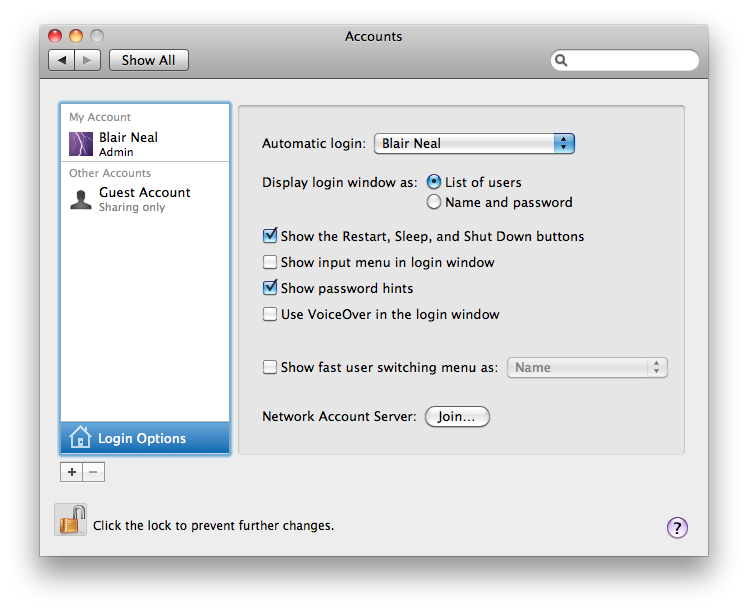 Accounts
Show All
My Account
Blair Neal
Admin
Other Accounts
Guest Account
Sharing only
Login Options
Automatic login: Blair Neal
Display login window as: List of users
Name and password
Show the Restart, Sleep, and Shut Down buttons
Show input menu in login window
Show password hints
Use VoiceOver in the login window
Show fast user switching menu as: Name
Network Account Server: Join...
+ −
Click the lock to prevent further changes.
?